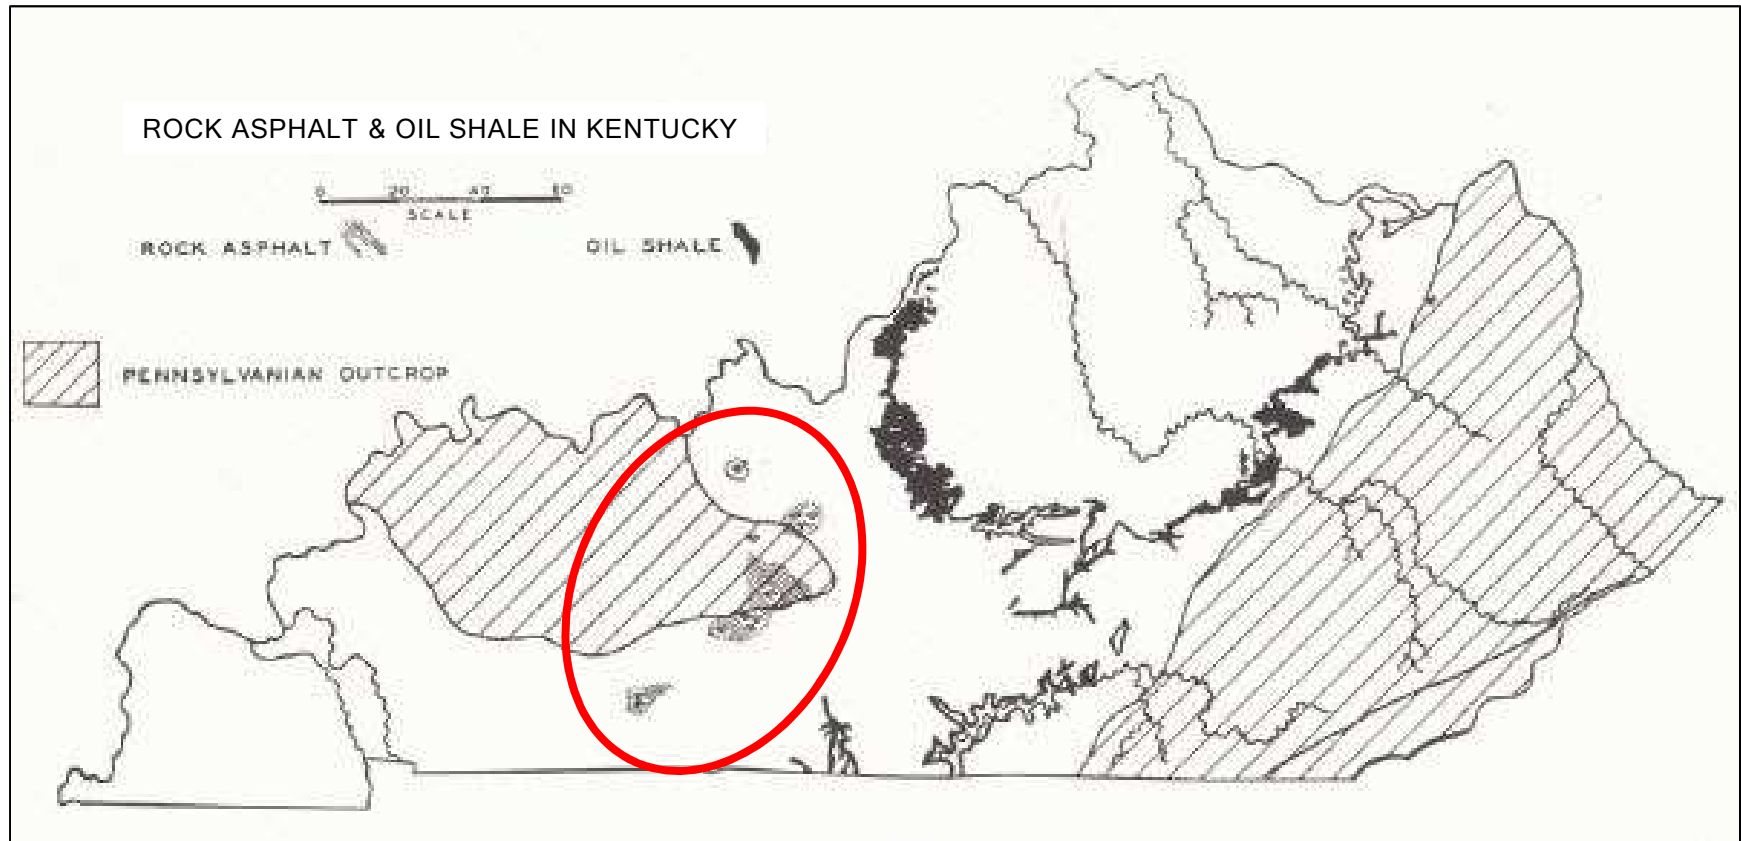 ROCK ASPHALT & OIL SHALE IN KENTUCKY
0 20 40 60
SCALE
ROCK ASPHALT
OIL SHALE
PENNSYLVANIAN OUTCROP